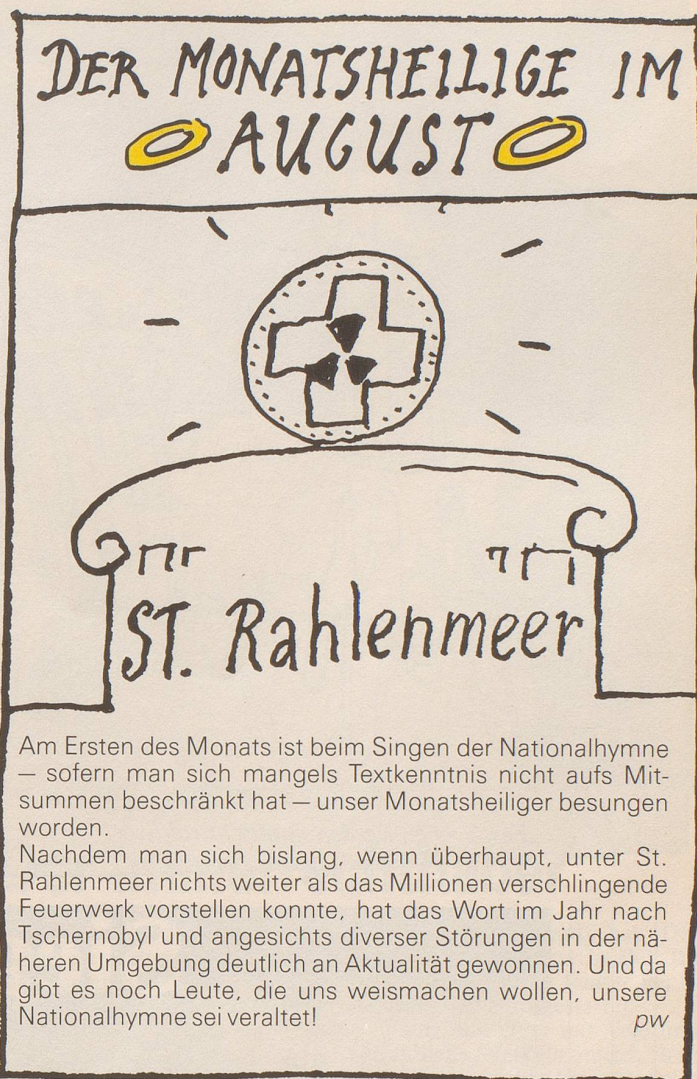 DER MONATSHEILIGE IM
AUGUST
ST. Rahlenmeer
Am Ersten des Monats ist beim Singen der Nationalhymne
— sofern man sich mangels Textkenntnis nicht aufs Mit-
summen beschränkt hat — unser Monatsheiliger besungen
worden.
Nachdem man sich bislang, wenn überhaupt, unter St.
Rahlenmeer nichts weiter als das Millionen verschlingende
Feuerwerk vorstellen konnte, hat das Wort im Jahr nach
Tschernobyl und angesichts diverser Störungen in der nä-
heren Umgebung deutlich an Aktualität gewonnen. Und da
gibt es noch Leute, die uns weismachen wollen, unsere
Nationalhymne sei veraltet!
pw